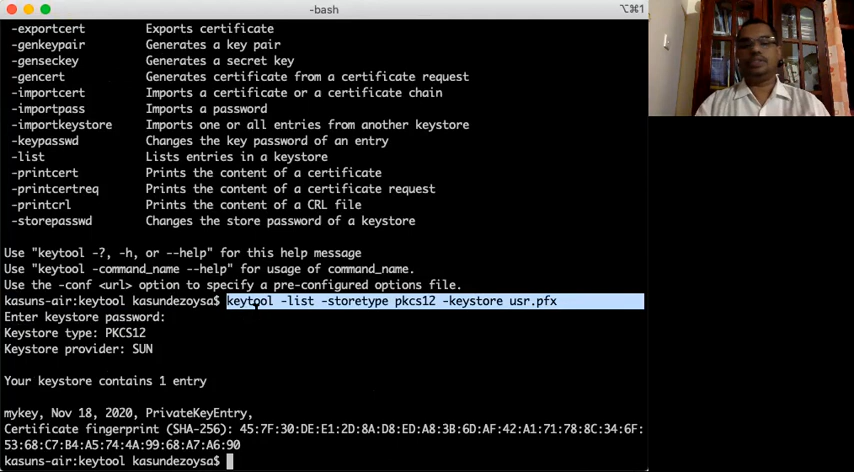 -bash
⌥⌘1
-exportcert Exports certificate
-genkeypair Generates a key pair
-genseckey Generates a secret key
-gencert Generates certificate from a certificate request
-importcert Imports a certificate or a certificate chain
-importpass Imports a password
-importkeystore Imports one or all entries from another keystore
-keypasswd Changes the key password of an entry
-list Lists entries in a keystore
-printcert Prints the content of a certificate
-printcertreq Prints the content of a certificate request
-printcrl Prints the content of a CRL file
-storepasswd Changes the store password of a keystore
Use "keytool -?, -h, or --help" for this help message
Use "keytool -command_name --help" for usage of command_name.
Use the -conf <url> option to specify a pre-configured options file.
kasuns-air:keytool kasundezoysa$ keytool -list -storetype pkcs12 -keystore usr.pfx
Enter keystore password:
Keystore type: PKCS12
Keystore provider: SUN
Your keystore contains 1 entry
mykey, Nov 18, 2020, PrivateKeyEntry,
Certificate fingerprint (SHA-256): 45:7F:30:DE:E1:2D:8A:D8:ED:A8:3B:6D:AF:42:A1:71:78:8C:34:6F:
53:68:C7:B4:A5:74:4A:99:68:A7:A6:90
kasuns-air:keytool kasundezoysa$